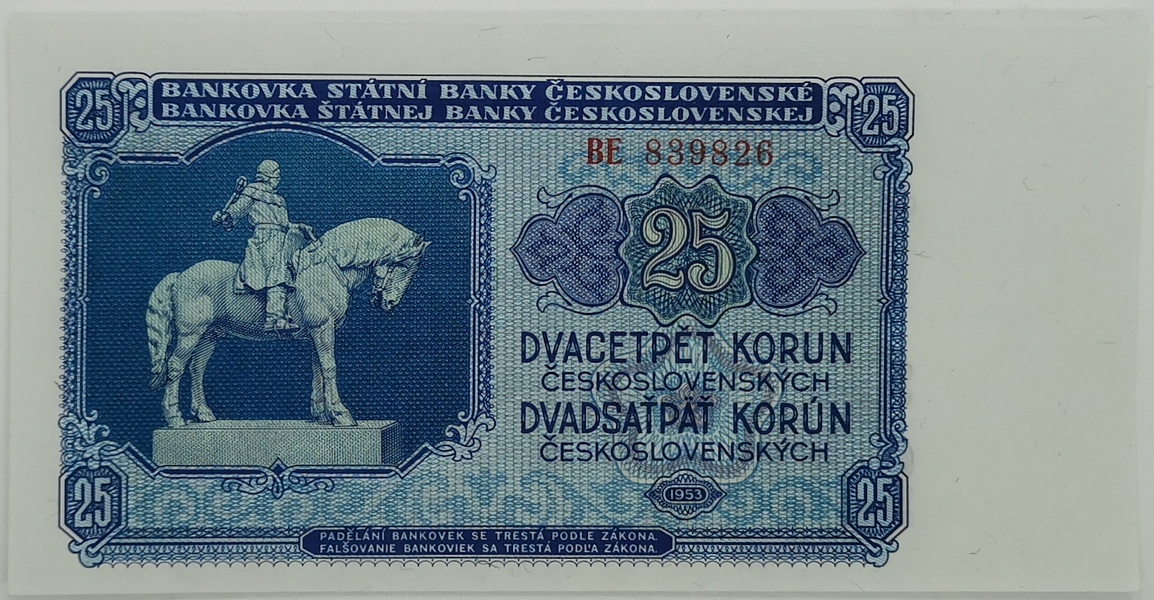 25 BANKOVKA STÁTNÍ BANKY ČESKOSLOVENSKÉ 25
BANKOVKA ŠTÁTNEJ BANKY ČESKOSLOVENSKEJ
BE 839826
25
DVACETPĚT KORUN
ČESKOSLOVENSKÝCH
DVADSAŤPÄŤ KORÚN
ČESKOSLOVENSKÝCH
1953
25 25
PADĚLÁNÍ BANKOVEK SE TRESTÁ PODLE ZÁKONA.
FALŠOVANIE BANKOVIEK SA TRESTÁ PODĽA ZÁKONA.